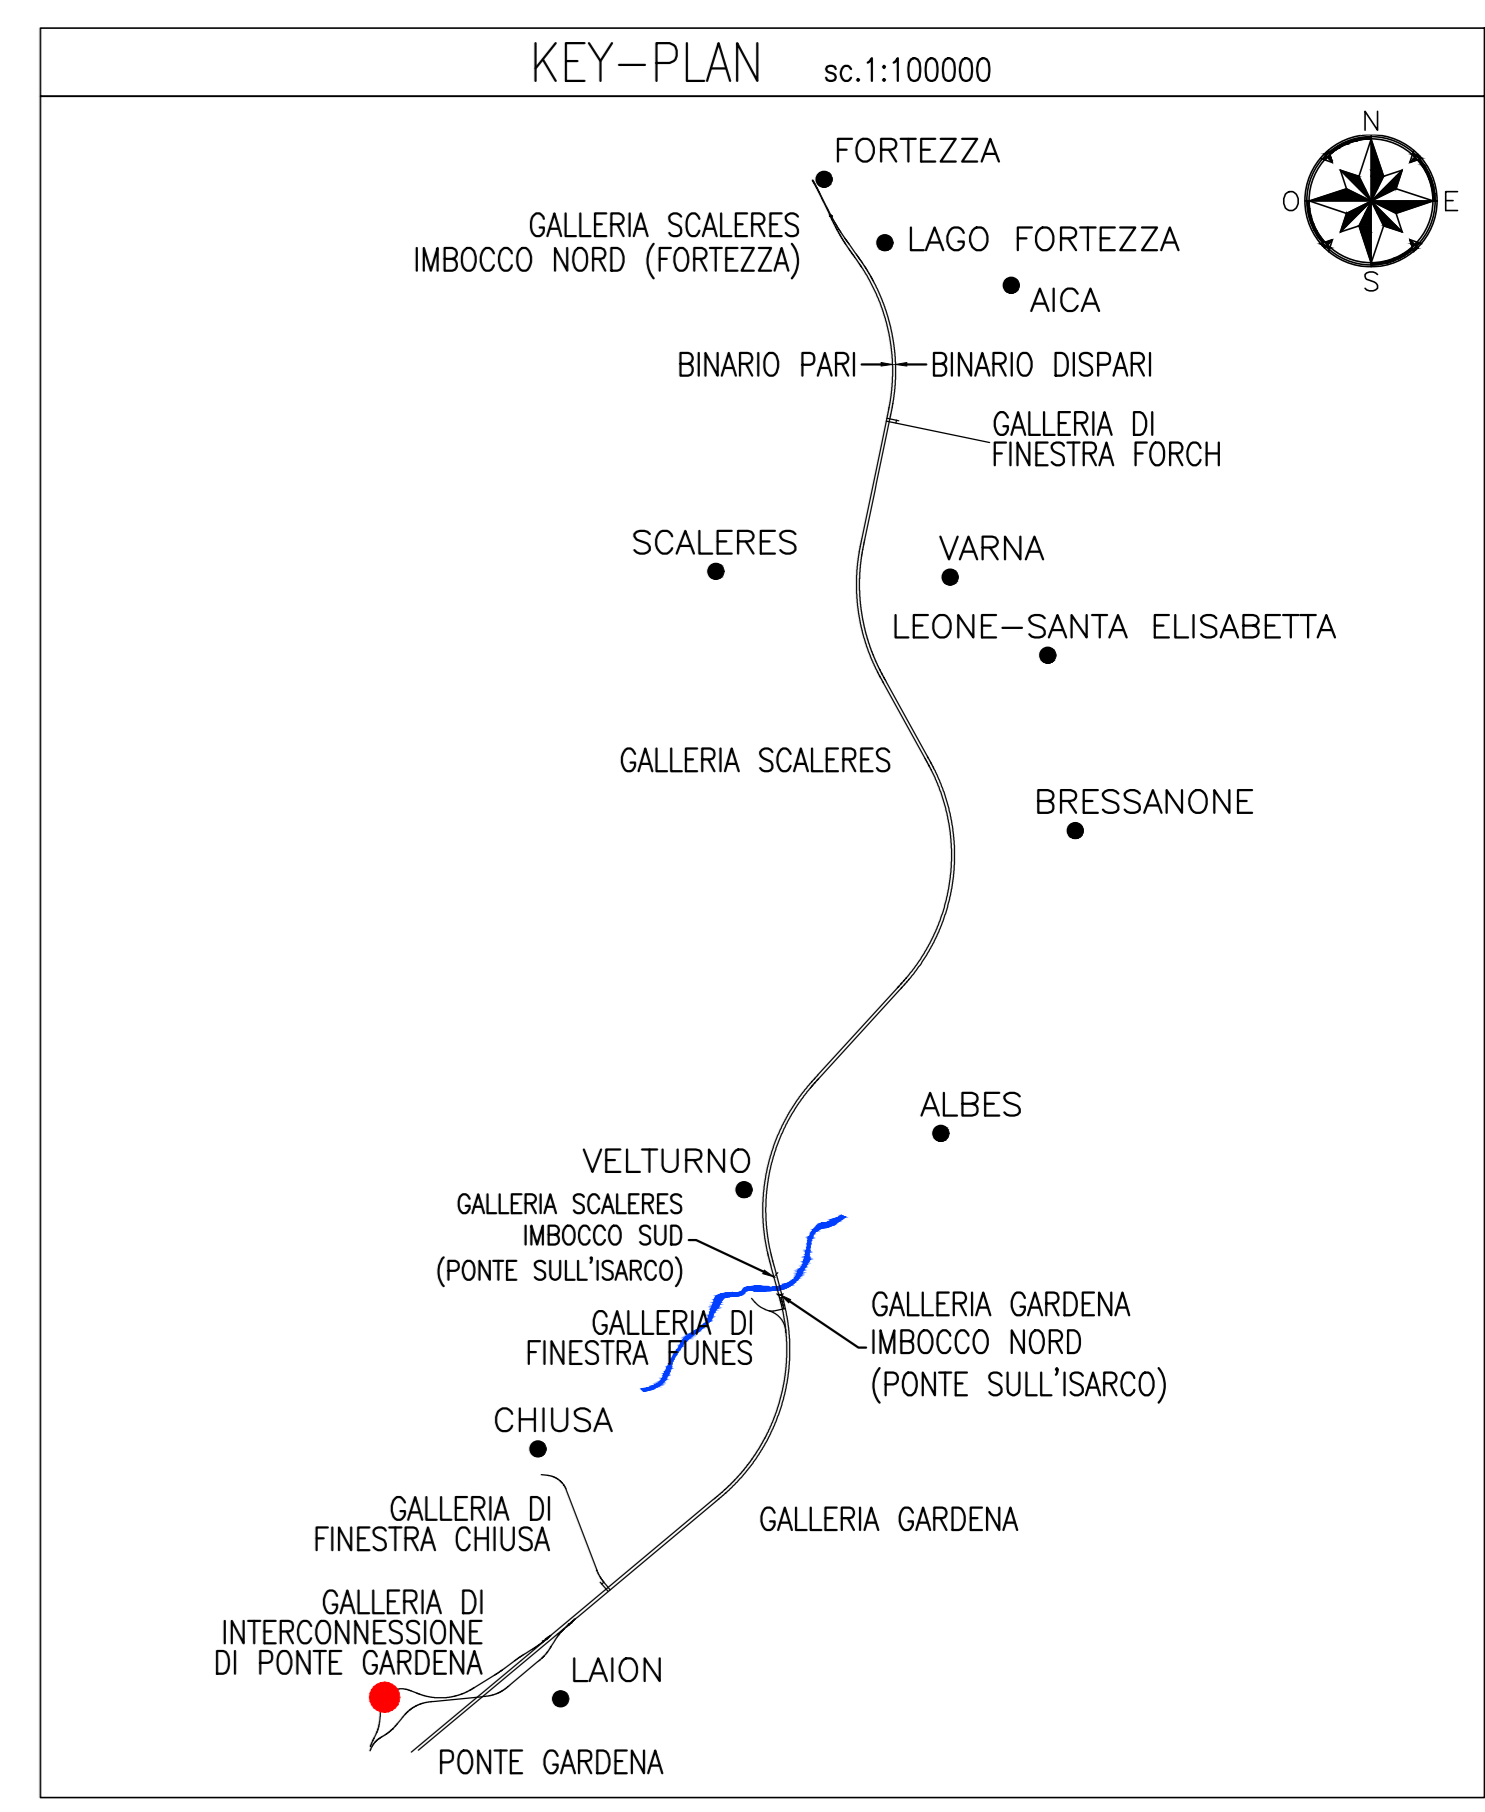 KEY-PLAN sc.1:100000
N
O
E
S
FORTEZZA
GALLERIA SCALERES
IMBOCCO NORD (FORTEZZA)
LAGO FORTEZZA
AICA
BINARIO PARI
BINARIO DISPARI
GALLERIA DI
FINESTRA FORCH
SCALERES
VARNA
LEONE-SANTA ELISABETTA
GALLERIA SCALERES
BRESSANONE
ALBES
VELTURNO
GALLERIA SCALERES
IMBOCCO SUD
(PONTE SULL'ISARCO)
GALLERIA GARDENA
IMBOCCO NORD
(PONTE SULL'ISARCO)
GALLERIA DI
FINESTRA FUNES
CHIUSA
GALLERIA DI
FINESTRA CHIUSA
GALLERIA GARDENA
GALLERIA DI
INTERCONNESSIONE
DI PONTE GARDENA
LAION
PONTE GARDENA